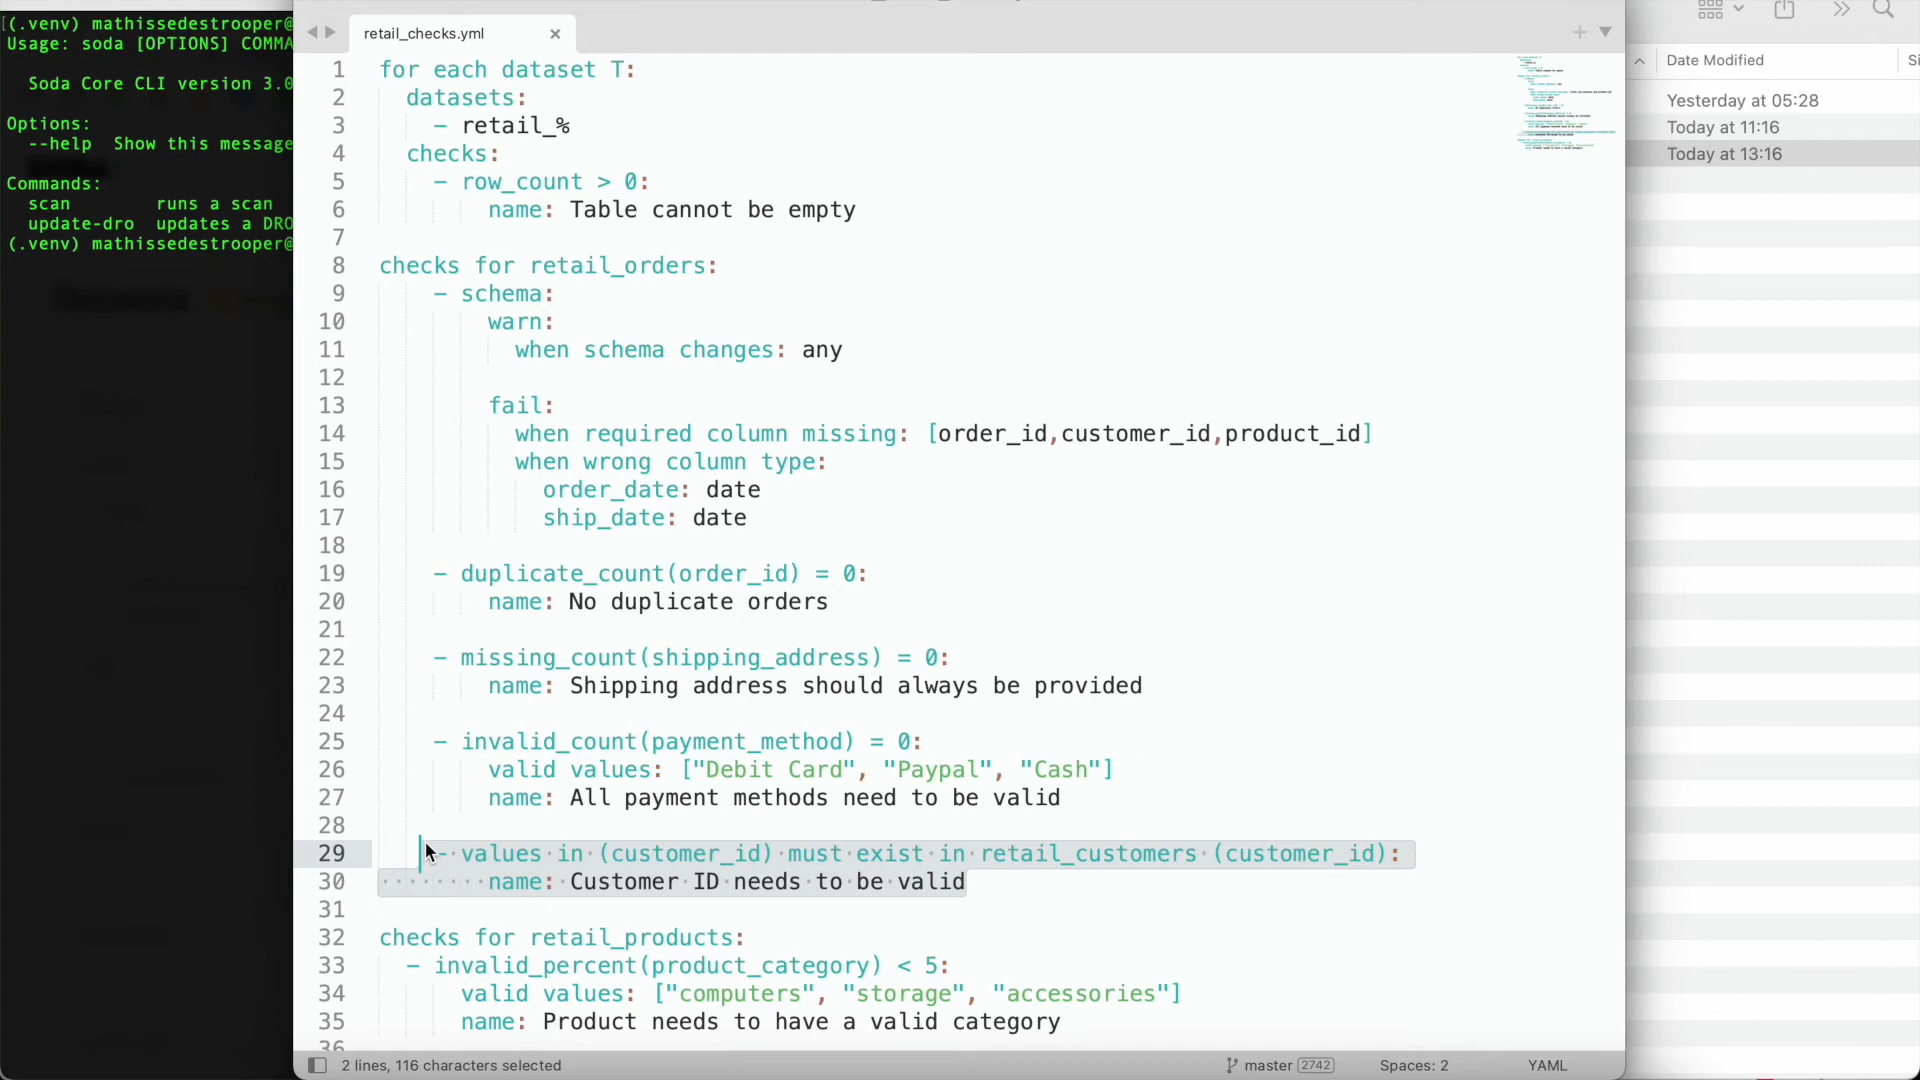 (.venv) mathissedestrooper@
Usage: soda [OPTIONS] COMMA
Soda Core CLI version 3.0
Options:
--help  Show this message
Commands:
scan        runs a scan
update-dro  updates a DRO
(.venv) mathissedestrooper@
retail_checks.yml
1 for each dataset T:
2   datasets:
3     - retail_%
4   checks:
5     - row_count > 0:
6         name: Table cannot be empty
7
8 checks for retail_orders:
9     - schema:
10         warn:
11           when schema changes: any
12
13         fail:
14           when required column missing: [order_id,customer_id,product_id]
15           when wrong column type:
16             order_date: date
17             ship_date: date
18
19     - duplicate_count(order_id) = 0:
20         name: No duplicate orders
21
22     - missing_count(shipping_address) = 0:
23         name: Shipping address should always be provided
24
25     - invalid_count(payment_method) = 0:
26         valid values: ["Debit Card", "Paypal", "Cash"]
27         name: All payment methods need to be valid
28
29     - values in (customer_id) must exist in retail_customers (customer_id):
30         name: Customer ID needs to be valid
31
32 checks for retail_products:
33   - invalid_percent(product_category) < 5:
34       valid values: ["computers", "storage", "accessories"]
35       name: Product needs to have a valid category
36
2 lines, 116 characters selected
master 2742
Spaces: 2
YAML
Date Modified
Yesterday at 05:28
Today at 11:16
Today at 13:16